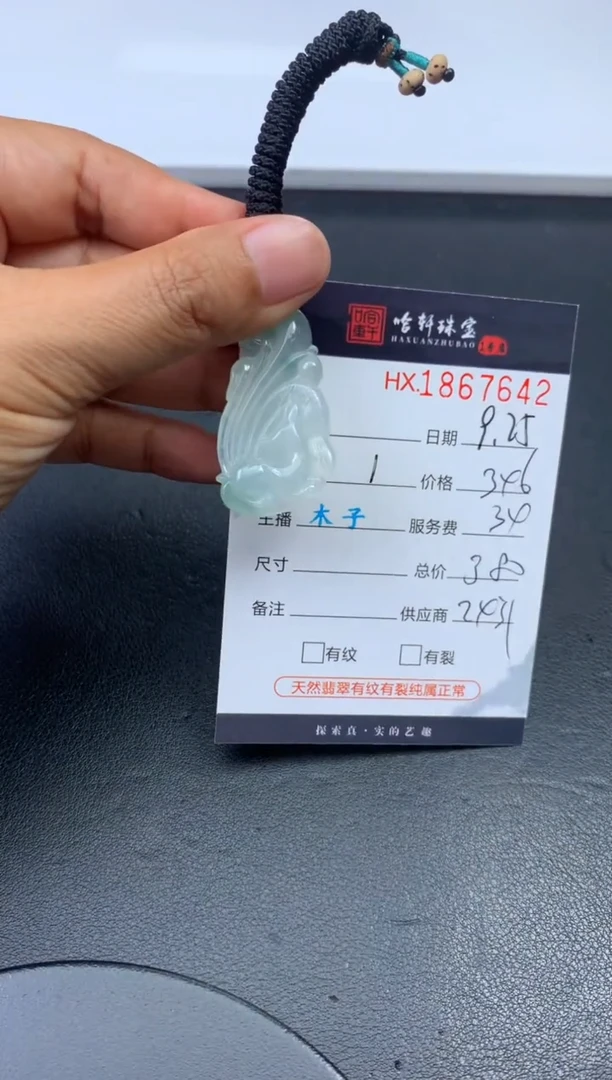 哈轩珠宝
HAXUANZHUBAO
HX.1867642
日期 9.25
1 价格 346
主播 木子 服务费 34
尺寸 总价 380
备注 供应商 2431
有纹 有裂
天然翡翠有纹有裂纯属正常
探索真·实的艺趣